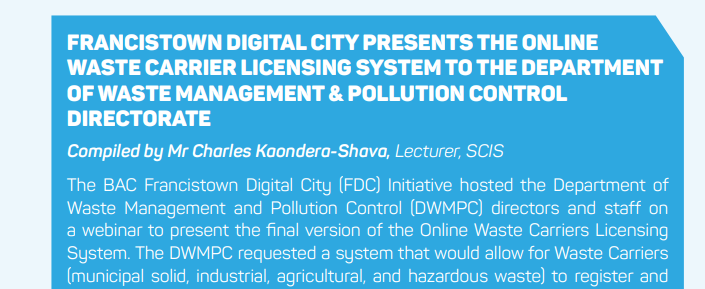 FRANCISTOWN DIGITAL CITY PRESENTS THE ONLINE
WASTE CARRIER LICENSING SYSTEM TO THE DEPARTMENT
OF WASTE MANAGEMENT & POLLUTION CONTROL
DIRECTORATE
Compiled by Mr Charles Kaondera-Shava, Lecturer, SCIS
The BAC Francistown Digital City (FDC) Initiative hosted the Department of
Waste Management and Pollution Control (DWMPC) directors and staff on
a webinar to present the final version of the Online Waste Carriers Licensing
System. The DWMPC requested a system that would allow for Waste Carriers
(municipal solid, industrial, agricultural, and hazardous waste) to register and